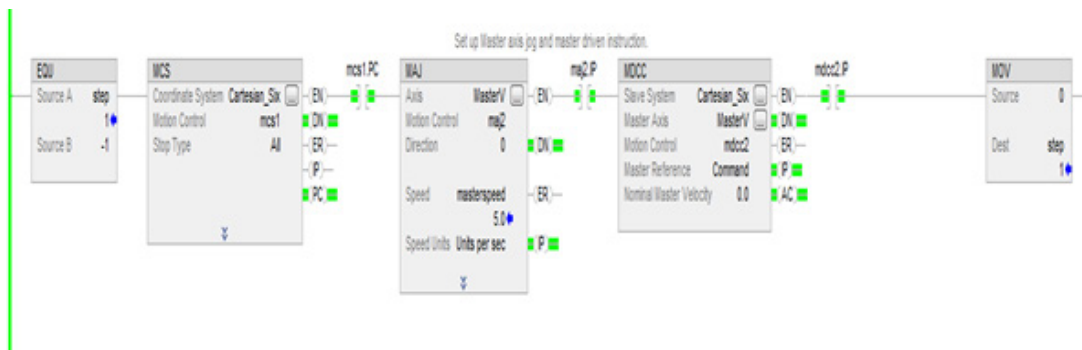 Set up Master axis jog and master driven instruction.
EQU
Source A step
1
Source B -1
MCS
Coordinate System Cartesian_Six ...
Motion Control mcs1
Stop Type All
EN
DN
ER
IP
PC
mcs1.PC
MAJ
Axis MasterV ...
Motion Control maj2
Direction 0
Speed masterspeed
5.0
Speed Units Units per sec
EN
DN
ER
IP
maj2.IP
MDCC
Slave System Cartesian_Six ...
Master Axis MasterV ...
Motion Control mdcc2
Master Reference Command
Nominal Master Velocity 0.0
EN
DN
ER
IP
AC
mdcc2.IP
MOV
Source 0
Dest step
1